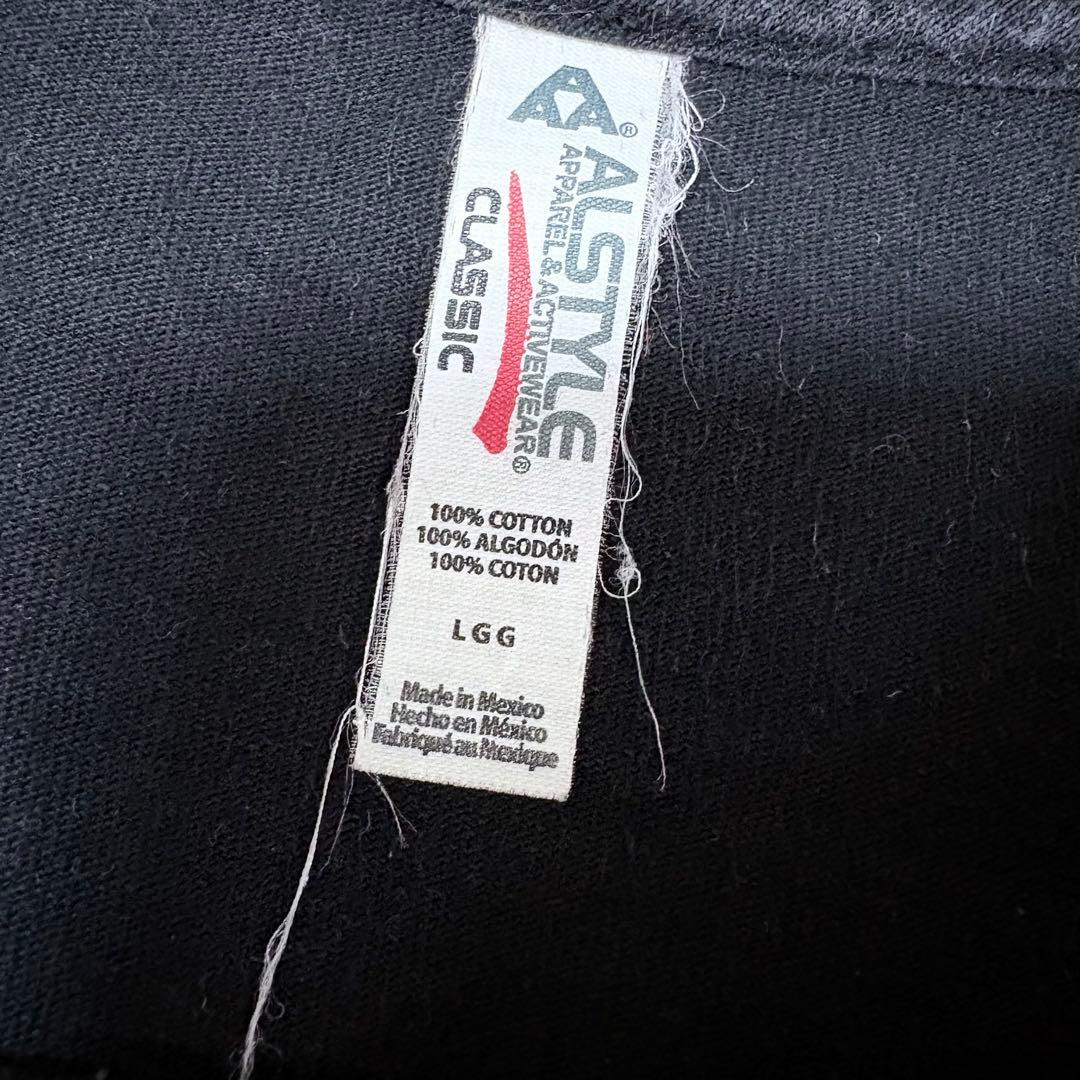 AAA®
ALSTYLE
APPAREL & ACTIVEWEAR®
CLASSIC
100% COTTON
100% ALGODÓN
100% COTON
L G G
Made in Mexico
Hecho en México
Fabriqué au Mexique